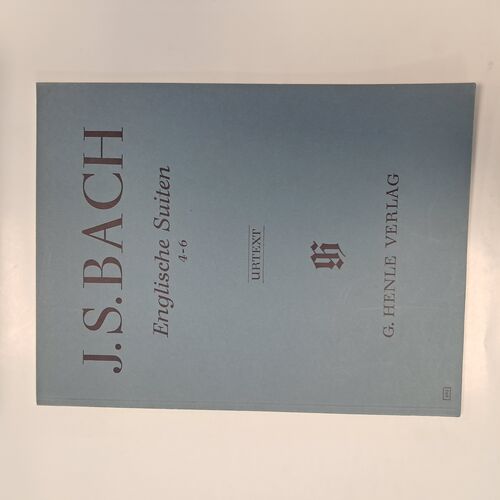 J.S.BACH
Englische Suiten
4-6
URTEXT
G. HENLE VERLAG